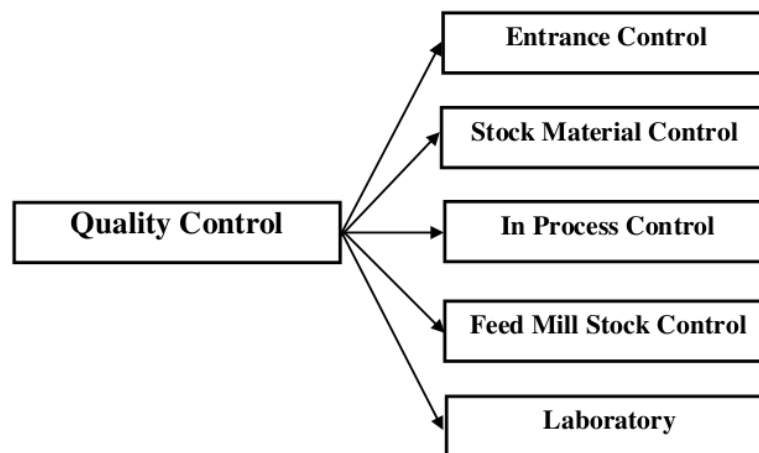 Entrance Control
Stock Material Control
Quality Control
In Process Control
Feed Mill Stock Control
Laboratory